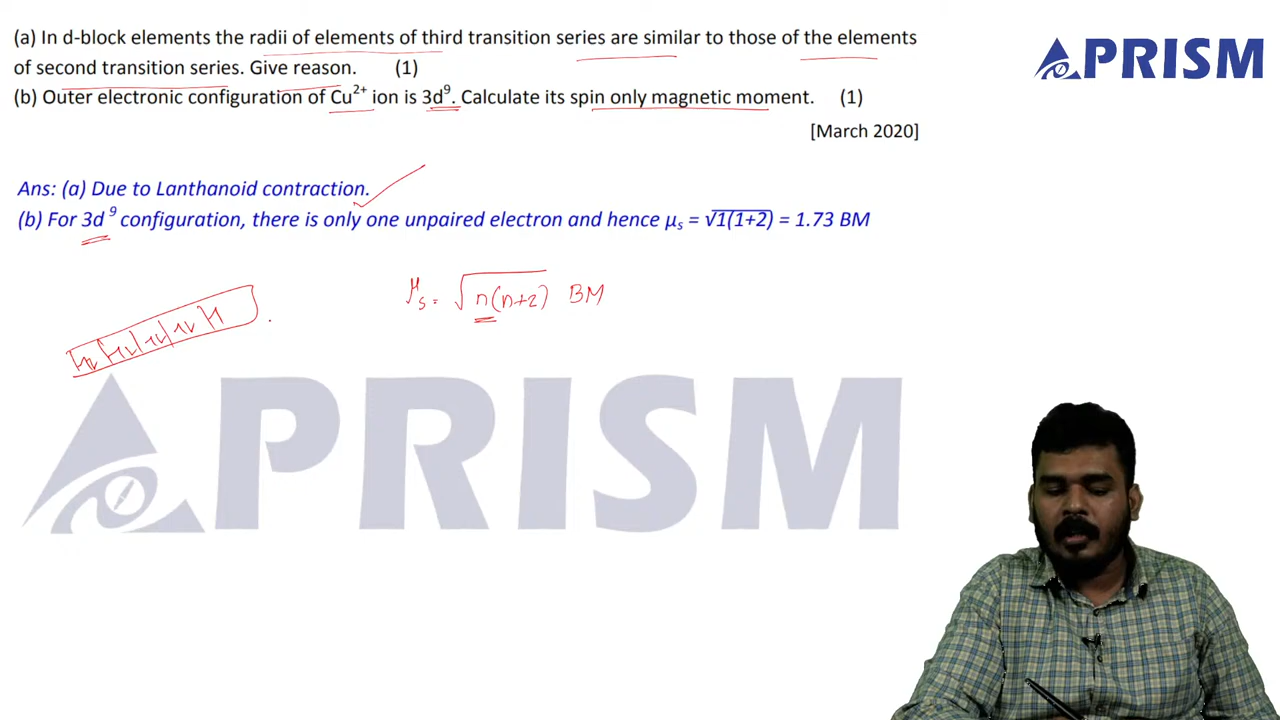 (a) In d-block elements the radii of elements of third transition series are similar to those of the elements
of second transition series. Give reason. (1)
(b) Outer electronic configuration of Cu²⁺ ion is 3d⁹. Calculate its spin only magnetic moment. (1)
[March 2020]
PRISM
Ans: (a) Due to Lanthanoid contraction.
(b) For 3d ⁹ configuration, there is only one unpaired electron and hence μₛ = √1(1+2) = 1.73 BM
μₛ = √n(n+2) BM
PRISM